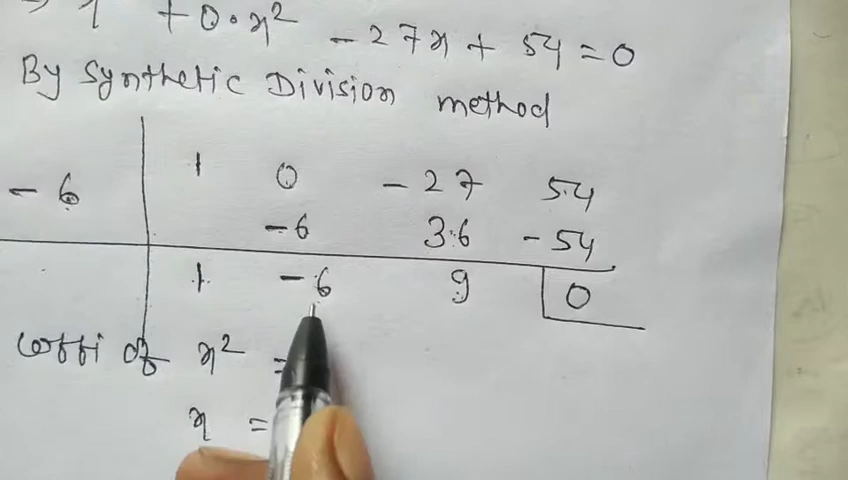 + 0 · x² - 27x + 54 = 0
By Synthetic Division method
- 6 1 0 - 27 54
- 6 36 - 54
1 - 6 9 0
coffi of x² =
x =